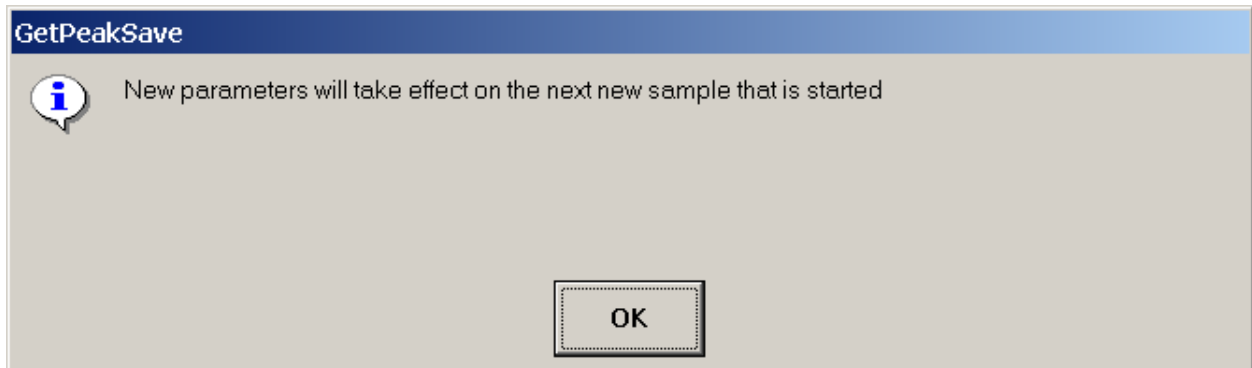 GetPeakSave
New parameters will take effect on the next new sample that is started
OK